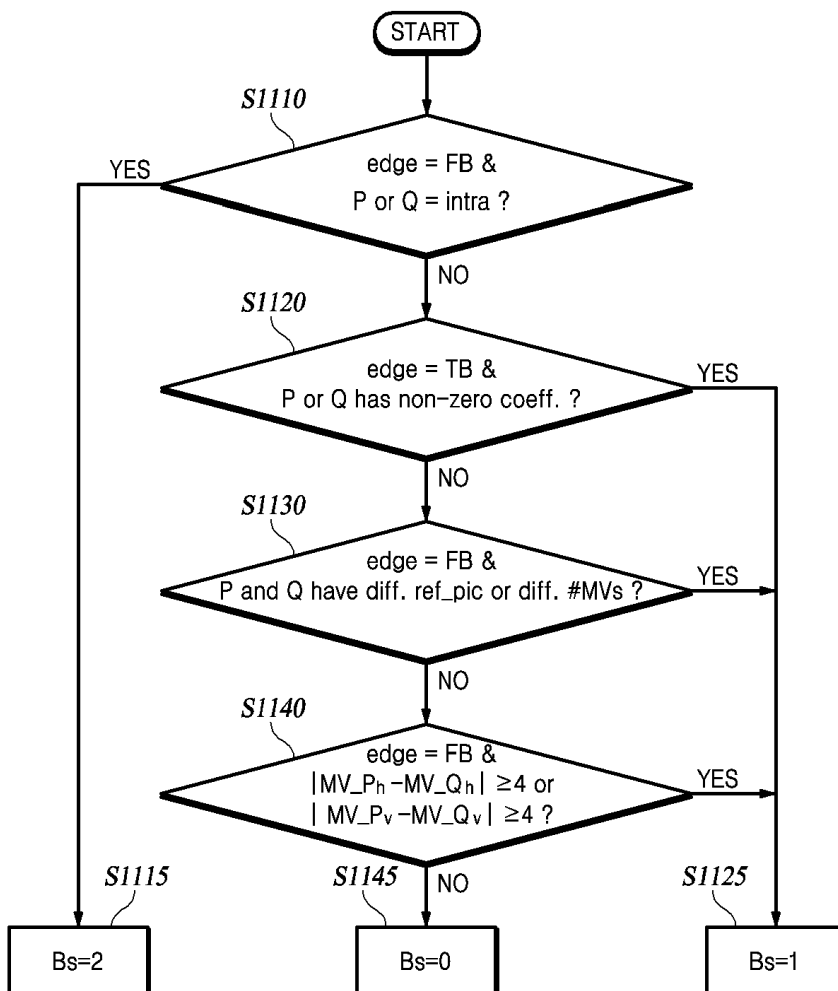 START
S1110
YES
edge = FB &
P or Q = intra ?
NO
S1120
edge = TB &
P or Q has non-zero coeff. ?
YES
NO
S1130
edge = FB &
P and Q have diff. ref_pic or diff. #MVs ?
YES
NO
S1140
edge = FB &
|MV_Ph-MV_Qh| ≥4 or
| MV_Pv-MV_Qv| ≥4 ?
YES
NO
S1115
Bs=2
S1145
Bs=0
S1125
Bs=1